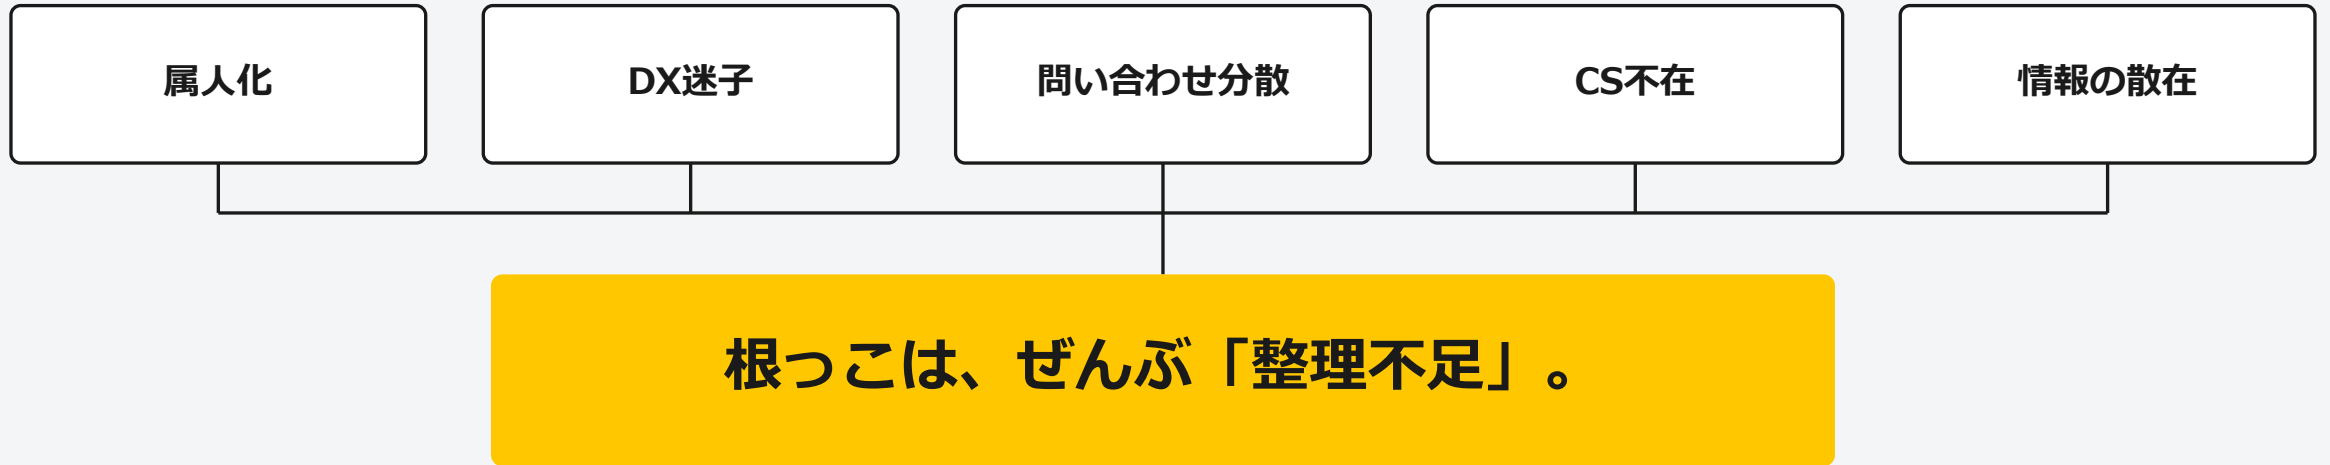 属人化
DX迷子
問い合わせ分散
CS不在
情報の散在
根っこは、ぜんぶ「整理不足」。